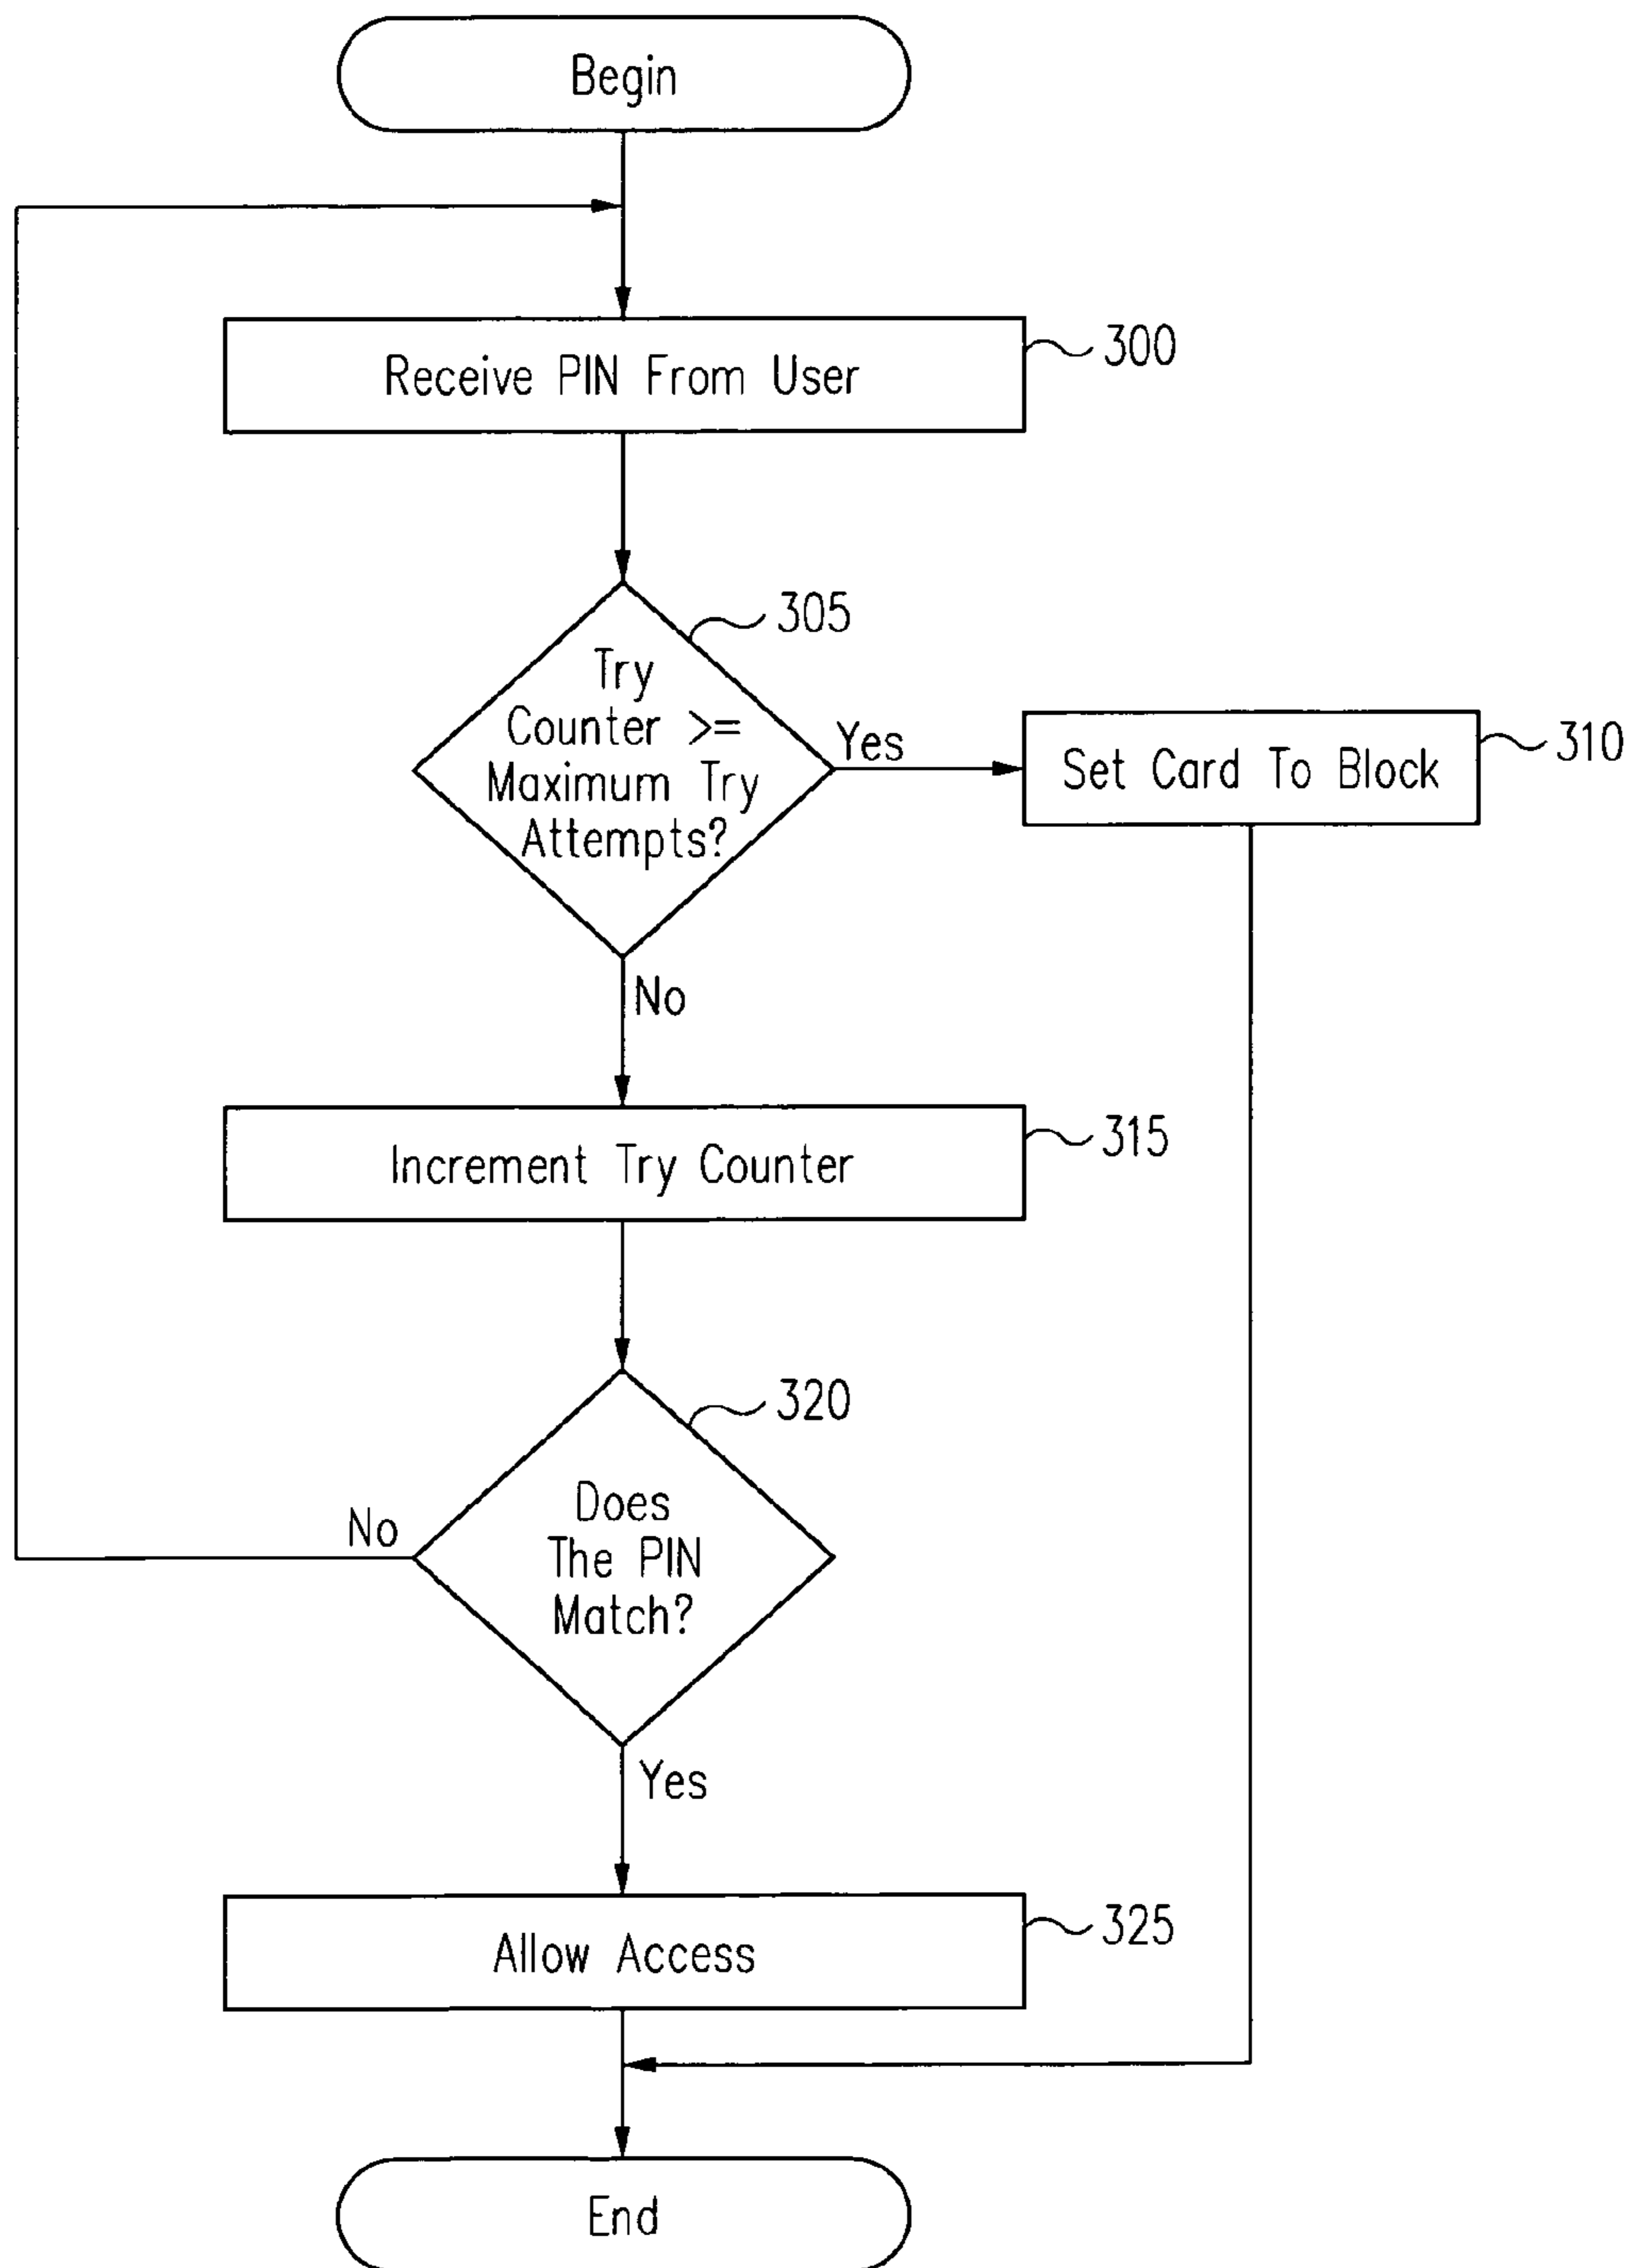 Begin
Receive PIN From User
300
305
Try
Counter >=
Maximum Try
Attempts?
Yes
Set Card To Block
310
No
Increment Try Counter
315
320
Does
The PIN
Match?
No
Yes
Allow Access
325
End